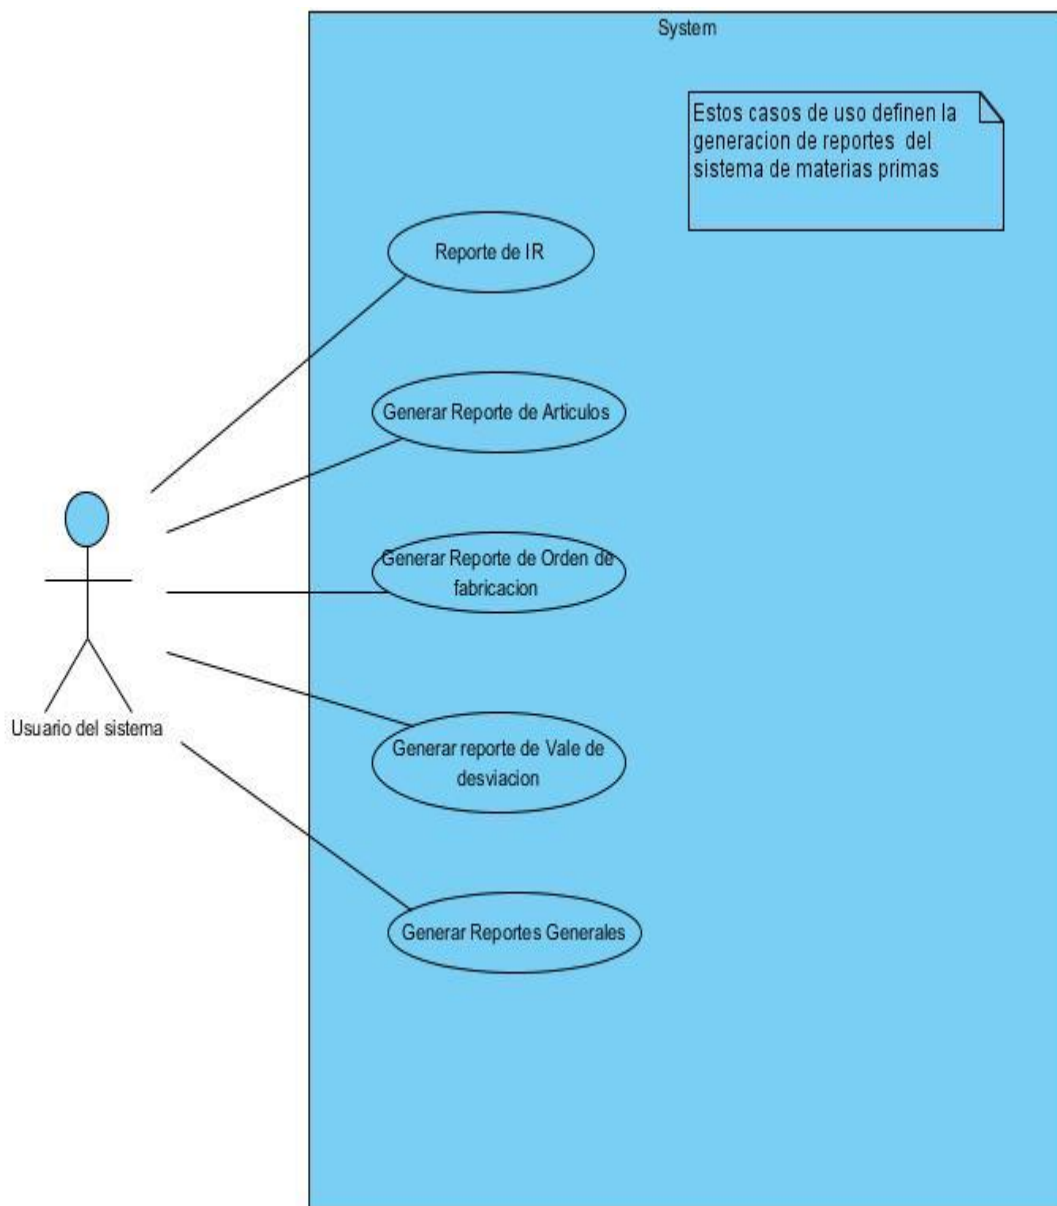 System
Estos casos de uso definen la
generacion de reportes del
sistema de materias primas
Reporte de IR
Generar Reporte de Articulos
Generar Reporte de Orden de
fabricacion
Usuario del sistema
Generar reporte de Vale de
desviacion
Generar Reportes Generales